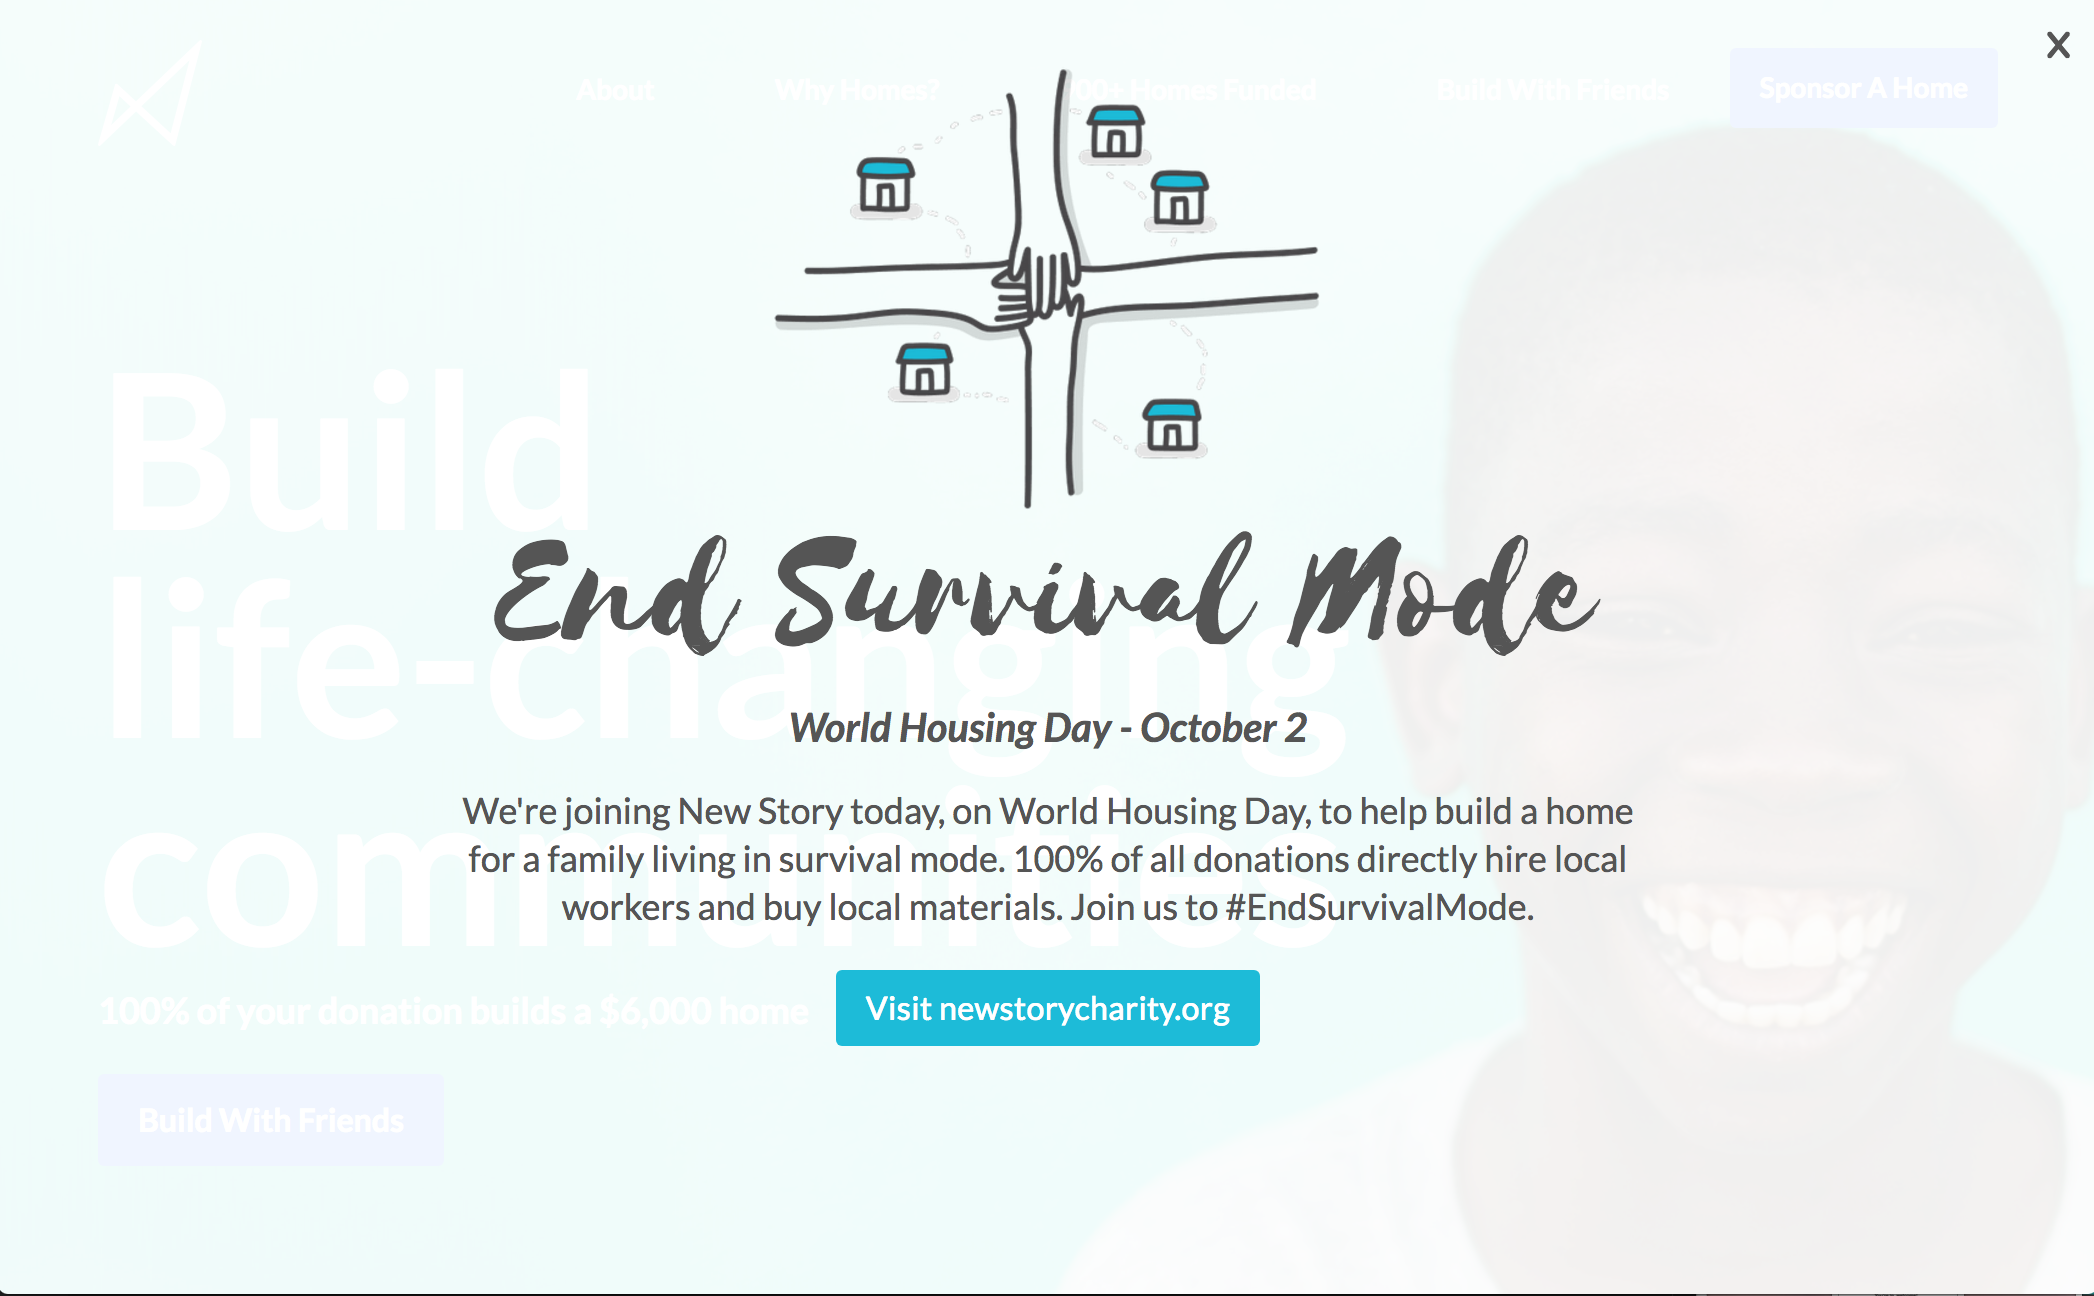 About
Why Homes?
00+ Homes Funded
Build With Friends
Sponsor A Home
X
Build
life-changing
communities
End Survival Mode
World Housing Day - October 2
We're joining New Story today, on World Housing Day, to help build a home
for a family living in survival mode. 100% of all donations directly hire local
workers and buy local materials. Join us to #EndSurvivalMode.
100% of your donation builds a $6,000 home
Visit newstorycharity.org
Build With Friends